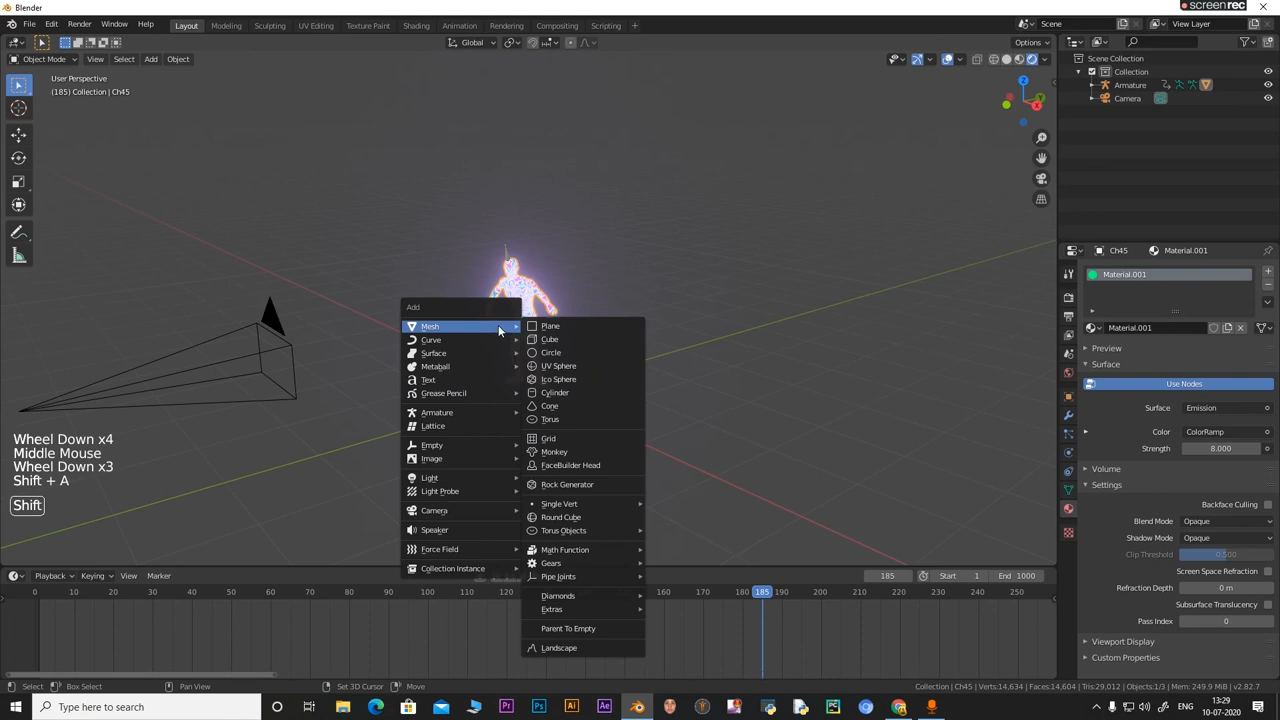 Blender
screenrec
File Edit Render Window Help Layout Modeling Sculpting UV Editing Texture Paint Shading Animation Rendering Compositing Scripting + Scene View Layer
Global Options
Object Mode View Select Add Object
User Perspective
(185) Collection | Ch45
Z
Y
X
Scene Collection
Collection
Armature
Camera
Ch45 Material.001
Material.001
Material.001
Preview
Surface
Use Nodes
Surface Emission
Color ColorRamp
Strength 8.000
Volume
Settings
Backface Culling
Blend Mode Opaque
Shadow Mode Opaque
Clip Threshold 0.500
Screen Space Refraction
Refraction Depth 0 m
Subsurface Translucency
Pass Index 0
Viewport Display
Custom Properties
Add
Mesh
Curve
Surface
Metaball
Text
Grease Pencil
Armature
Lattice
Empty
Image
Light
Light Probe
Camera
Speaker
Force Field
Collection Instance
Plane
Cube
Circle
UV Sphere
Ico Sphere
Cylinder
Cone
Torus
Grid
Monkey
FaceBuilder Head
Rock Generator
Single Vert
Round Cube
Torus Objects
Math Function
Gears
Pipe Joints
Diamonds
Extras
Parent To Empty
Landscape
Wheel Down x4
Middle Mouse
Wheel Down x3
Shift + A
Shift
Playback Keying View Marker 185 Start 1 End 1000
0 10 20 30 40 50 60 70 80 90 100 110 120 160 170 180 185 190 200 210 220 230 240 250
Select Box Select Pan View Set 3D Cursor Move Collection | Ch45 | Verts:14,634 | Faces:14,604 | Tris:29,012 | Objects:1/3 | Mem: 249.9 MiB | v2.82.7
Type here to search
Pr Ps Ai Ae PC
ENG
13:29
10-07-2020